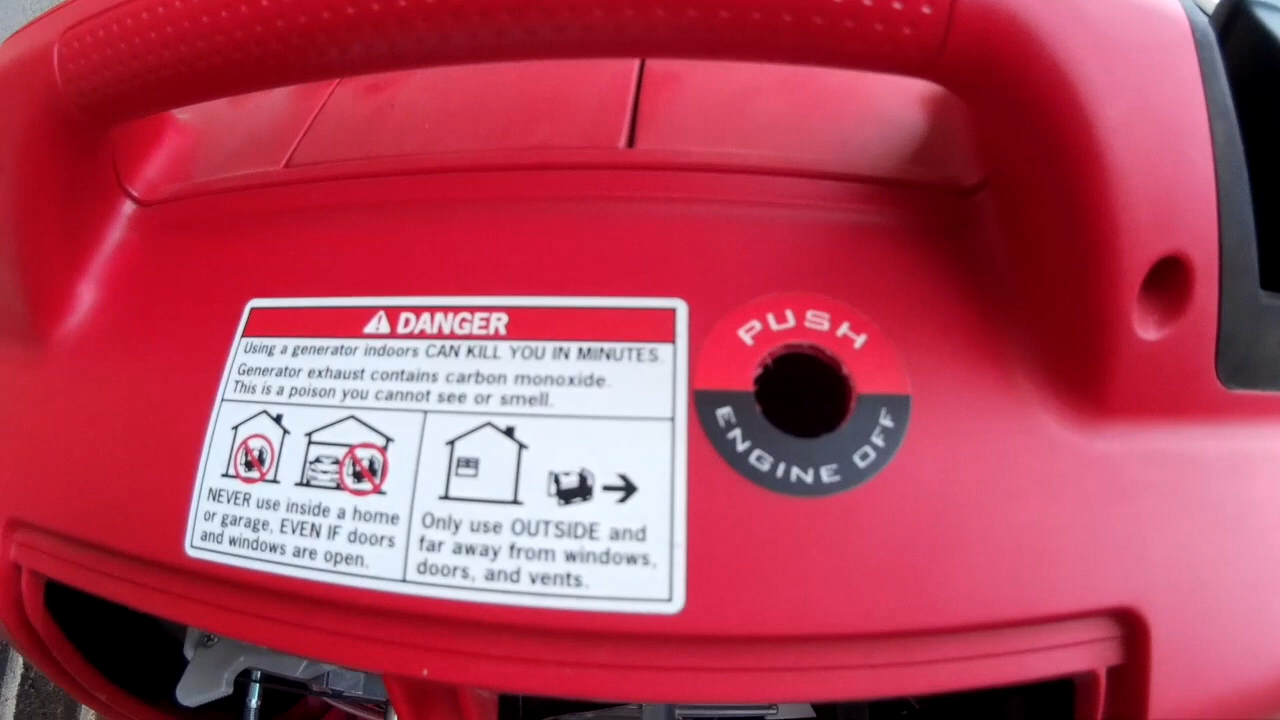 DANGER
Using a generator indoors CAN KILL YOU IN MINUTES.
Generator exhaust contains carbon monoxide.
This is a poison you cannot see or smell.
NEVER use inside a home
or garage, EVEN IF doors
and windows are open.
Only use OUTSIDE and
far away from windows,
doors, and vents.
PUSH
ENGINE OFF